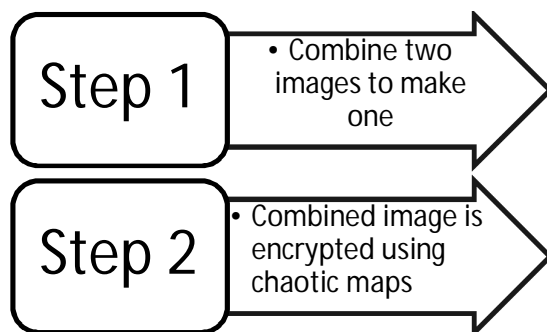 Step 1
• Combine two
images to make
one
Step 2
• Combined image is
encrypted using
chaotic maps